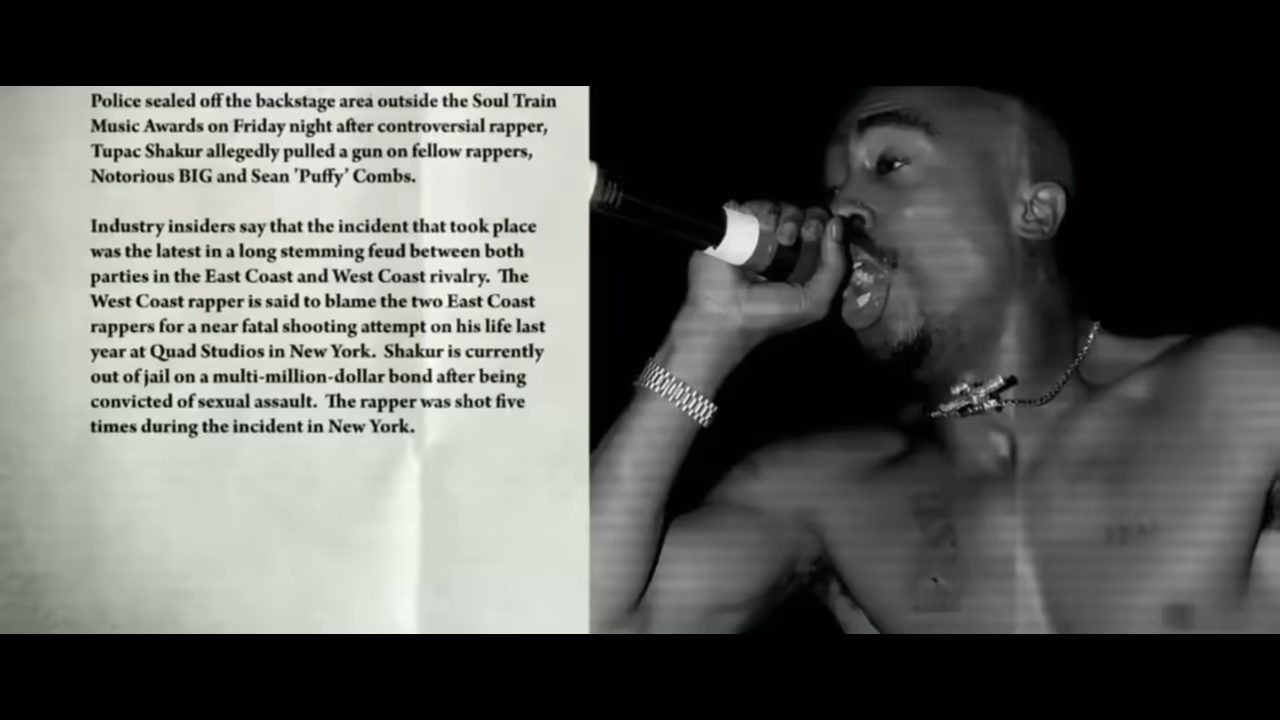 Police sealed off the backstage area outside the Soul Train
Music Awards on Friday night after controversial rapper,
Tupac Shakur allegedly pulled a gun on fellow rappers,
Notorious BIG and Sean 'Puffy' Combs.
Industry insiders say that the incident that took place
was the latest in a long stemming feud between both
parties in the East Coast and West Coast rivalry. The
West Coast rapper is said to blame the two East Coast
rappers for a near fatal shooting attempt on his life last
year at Quad Studios in New York. Shakur is currently
out of jail on a multi-million-dollar bond after being
convicted of sexual assault. The rapper was shot five
times during the incident in New York.